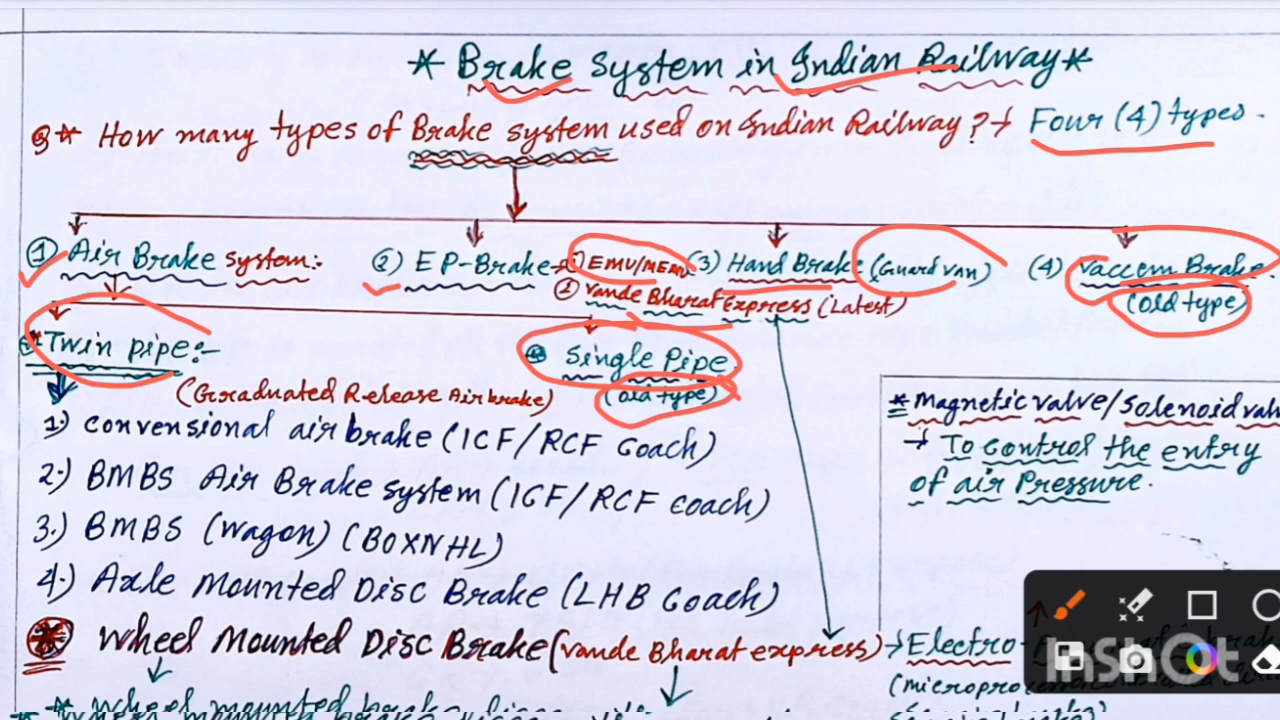 * Brake System in Indian Railway *
Q* How many types of Brake system used on Indian Railway? → Four (4) types.
① Air Brake system:-
② EP-Brake → ① EMU/MEMU
② Vande Bharat Express (Latest)
(3) Hand Brake (Guard van)
(4) Vaccem Brake.
(old type)
* Twin pipe:-
(Graduated Release Air brake)
Single Pipe.
(old type)
1) Convensional air brake (ICF/RCF Coach)
2) BMBS Air Brake system (ICF/RCF coach)
3.) BMBS (Wagon) (BOXNHL)
4.) Axle Mounted Disc Brake (LHB Coach)
* Wheel Mounted Disc Brake (Vande Bharat express)
* Magnetic valve/Solenoid valv
→ To control the entry
of air Pressure.
→ Electro-
InsCot